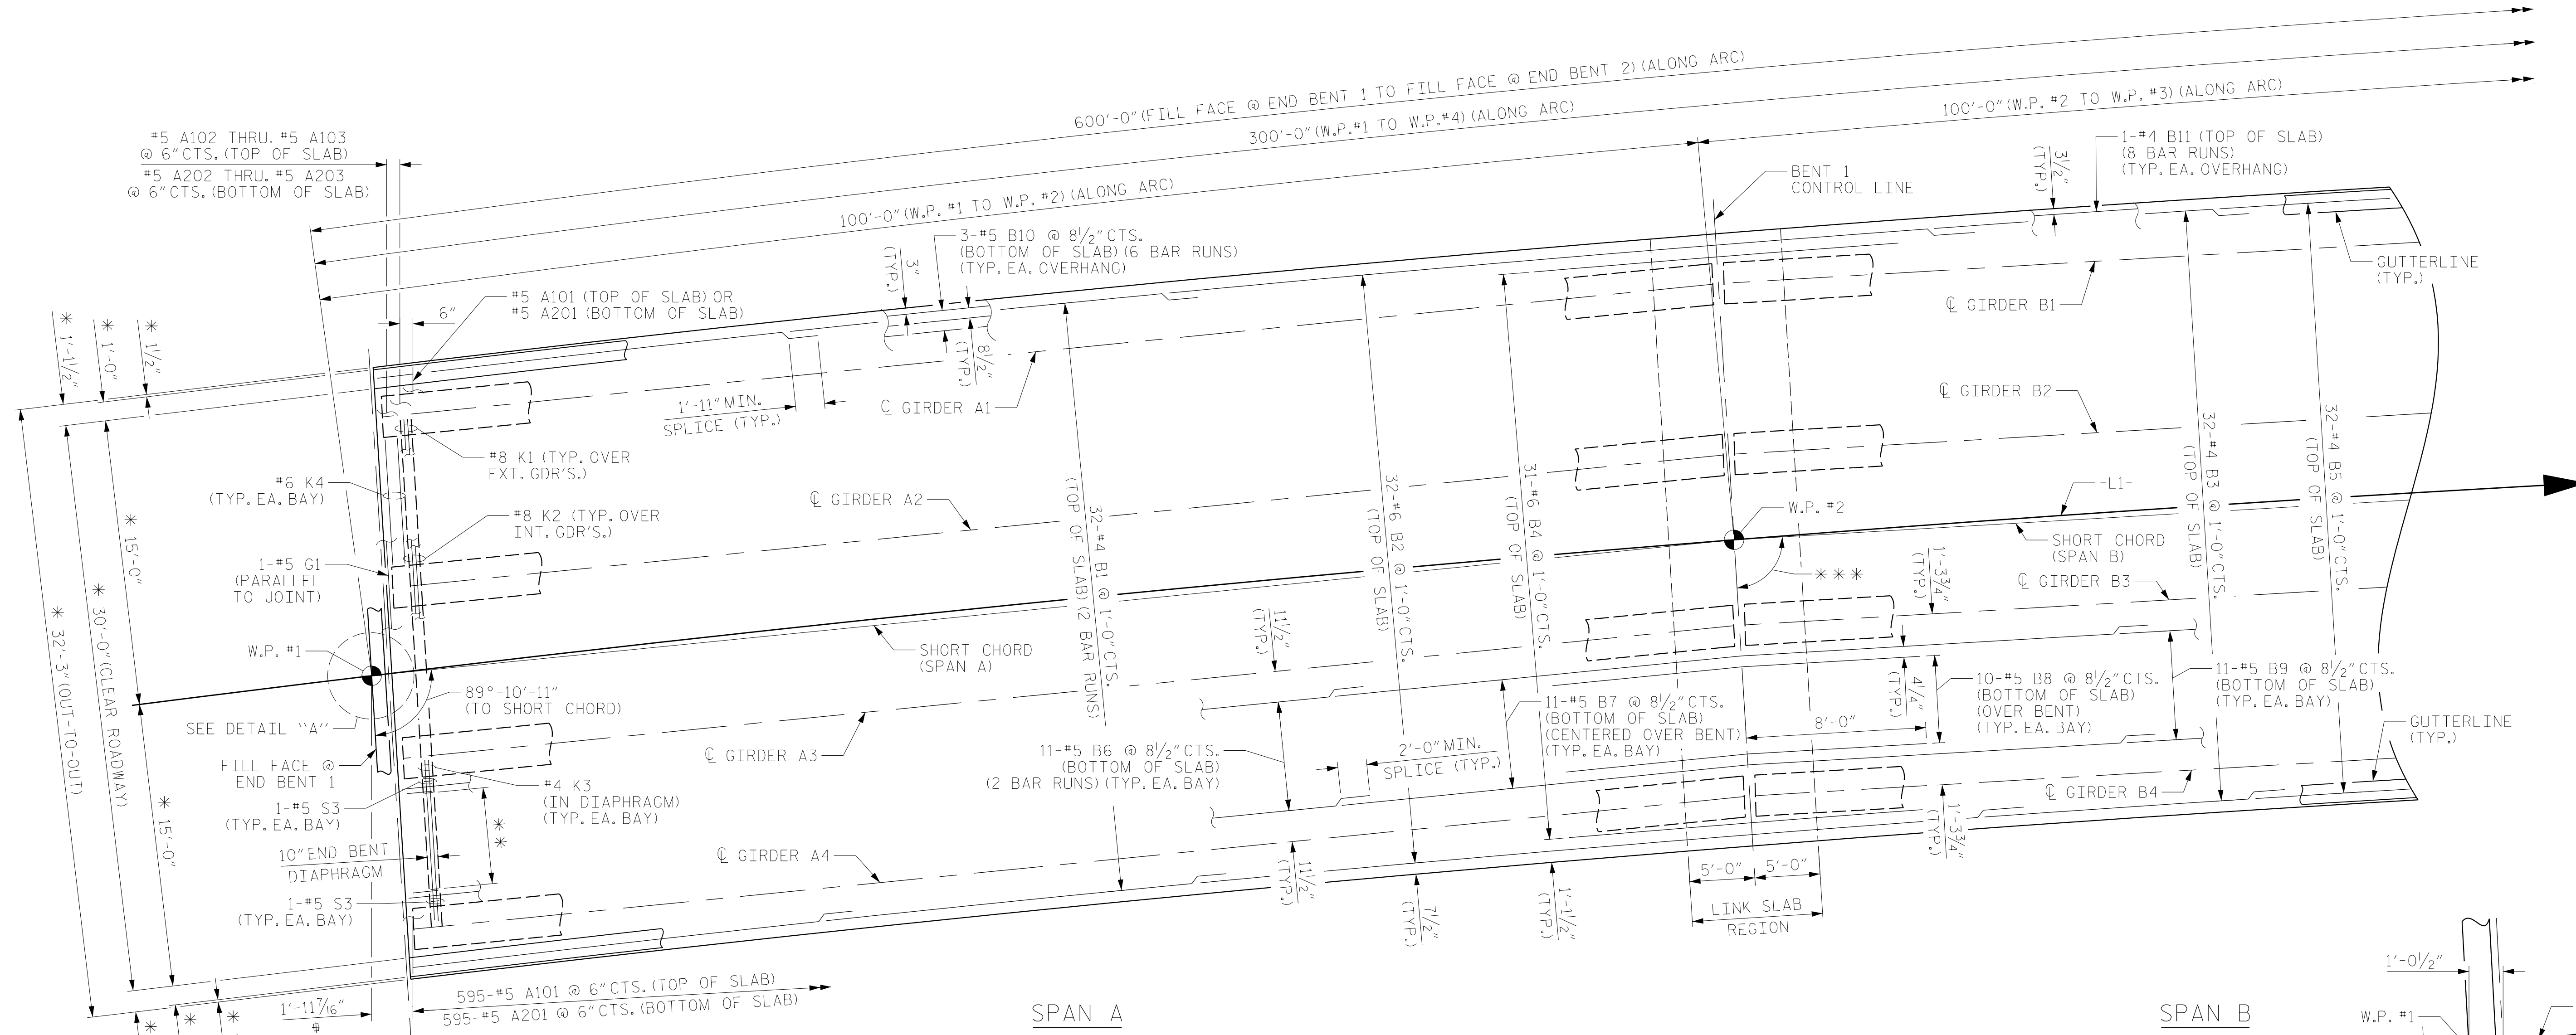 600'-0" (FILL FACE @ END BENT 1 TO FILL FACE @ END BENT 2) (ALONG ARC)
300'-0" (W.P. #1 TO W.P. #4) (ALONG ARC)
100'-0" (W.P. #2 TO W.P. #3) (ALONG ARC)
100'-0" (W.P. #1 TO W.P. #2) (ALONG ARC)
#5 A102 THRU. #5 A103
@ 6" CTS. (TOP OF SLAB)
#5 A202 THRU. #5 A203
@ 6" CTS. (BOTTOM OF SLAB)
6"
#5 A101 (TOP OF SLAB) OR
#5 A201 (BOTTOM OF SLAB)
3"
(TYP.)
3-#5 B10 @ 8½" CTS.
(BOTTOM OF SLAB) (6 BAR RUNS)
(TYP. EA. OVERHANG)
8½"
(TYP.)
BENT 1
CONTROL LINE
3½"
(TYP.)
1-#4 B11 (TOP OF SLAB)
(8 BAR RUNS)
(TYP. EA. OVERHANG)
GUTTERLINE
(TYP.)
℄ GIRDER B1
* 1'-1½"
* 1'-0"
* 1½"
1'-11" MIN.
SPLICE (TYP.)
℄ GIRDER A1
℄ GIRDER B2
#8 K1 (TYP. OVER
EXT. GDR'S.)
#6 K4
(TYP. EA. BAY)
#8 K2 (TYP. OVER
INT. GDR'S.)
℄ GIRDER A2
32-#4 B1 @ 1'-0" CTS.
(TOP OF SLAB) (2 BAR RUNS)
32-#6 B2 @ 1'-0" CTS.
(TOP OF SLAB)
31-#6 B4 @ 1'-0" CTS.
(TOP OF SLAB)
32-#4 B3 @ 1'-0" CTS.
(TOP OF SLAB)
32-#4 B5 @ 1'-0" CTS.
(TOP OF SLAB)
-L1-
W.P. #2
SHORT CHORD
(SPAN B)
***
1'-3¾"
(TYP.)
℄ GIRDER B3
1-#5 G1
(PARALLEL
TO JOINT)
* 15'-0"
* 30'-0" (CLEAR ROADWAY)
* 32'-3" (OUT-TO-OUT)
W.P. #1
SHORT CHORD
(SPAN A)
11½"
(TYP.)
89°-10'-11"
(TO SHORT CHORD)
SEE DETAIL "A"
FILL FACE @
END BENT 1
℄ GIRDER A3
11-#5 B6 @ 8½" CTS.
(BOTTOM OF SLAB)
(2 BAR RUNS) (TYP. EA. BAY)
2'-0" MIN.
SPLICE (TYP.)
11-#5 B7 @ 8½" CTS.
(BOTTOM OF SLAB)
(CENTERED OVER BENT)
(TYP. EA. BAY)
8'-0"
4¼"
(TYP.)
10-#5 B8 @ 8½" CTS.
(BOTTOM OF SLAB)
(OVER BENT)
(TYP. EA. BAY)
11-#5 B9 @ 8½" CTS.
(BOTTOM OF SLAB)
(TYP. EA. BAY)
GUTTERLINE
(TYP.)
℄ GIRDER B4
1-#5 S3
(TYP. EA. BAY)
#4 K3
(IN DIAPHRAGM)
(TYP. EA. BAY)
**
* 15'-0"
10" END BENT
DIAPHRAGM
℄ GIRDER A4
1-#5 S3
(TYP. EA. BAY)
11½"
(TYP.)
7½"
(TYP.)
1'-1½"
(TYP.)
5'-0"
5'-0"
LINK SLAB
REGION
1'-3¾"
(TYP.)
595-#5 A101 @ 6" CTS. (TOP OF SLAB)
595-#5 A201 @ 6" CTS. (BOTTOM OF SLAB)
1'-11⁷⁄₁₆"
*
*
*
SPAN A
SPAN B
1'-0½"
W.P. #1